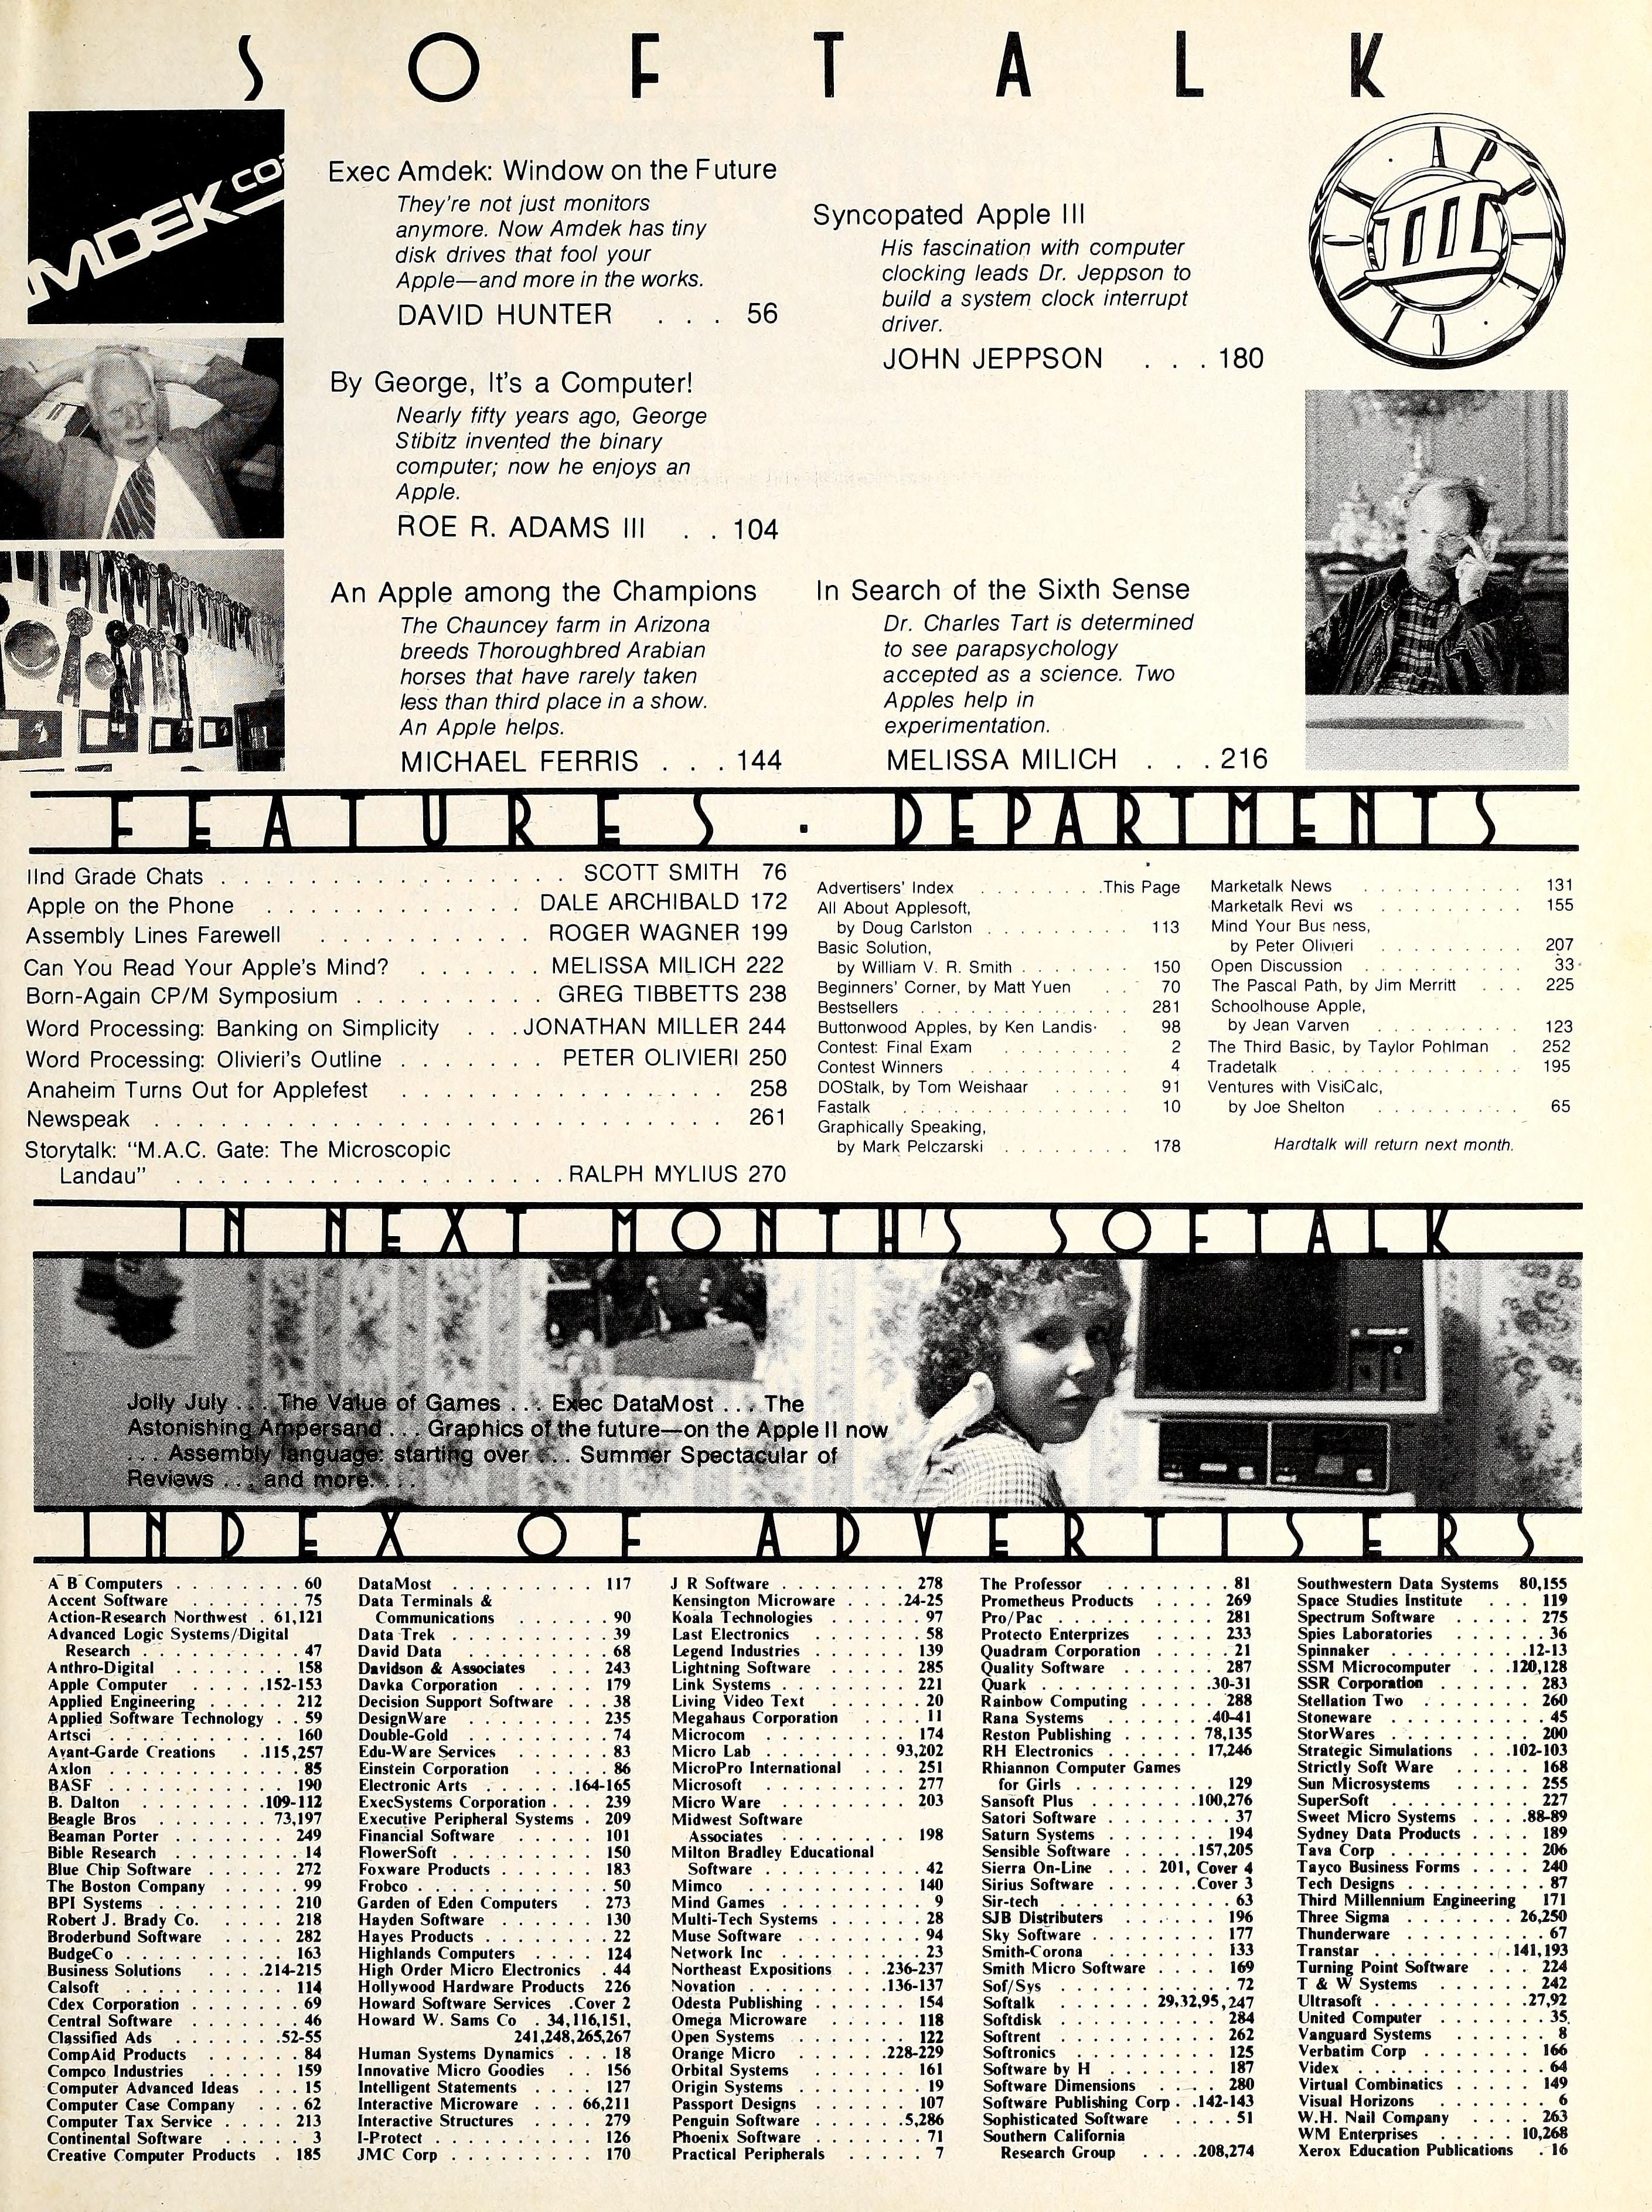 SOFTALK
AMDEK CO
Exec Amdek: Window on the Future
They're not just monitors
anymore. Now Amdek has tiny
disk drives that fool your
Apple—and more in the works.
DAVID HUNTER . . . 56
By George, It's a Computer!
Nearly fifty years ago, George
Stibitz invented the binary
computer; now he enjoys an
Apple.
ROE R. ADAMS III . . 104
An Apple among the Champions
The Chauncey farm in Arizona
breeds Thoroughbred Arabian
horses that have rarely taken
less than third place in a show.
An Apple helps.
MICHAEL FERRIS . . . 144
Syncopated Apple III
His fascination with computer
clocking leads Dr. Jeppson to
build a system clock interrupt
driver.
JOHN JEPPSON . . . 180
III
In Search of the Sixth Sense
Dr. Charles Tart is determined
to see parapsychology
accepted as a science. Two
Apples help in
experimentation.
MELISSA MILICH . . . 216
FEATURES · DEPARTMENTS
IInd Grade Chats . . . SCOTT SMITH 76
Apple on the Phone . . . DALE ARCHIBALD 172
Assembly Lines Farewell . . . ROGER WAGNER 199
Can You Read Your Apple's Mind? . . . MELISSA MILICH 222
Born-Again CP/M Symposium . . . GREG TIBBETTS 238
Word Processing: Banking on Simplicity . . . JONATHAN MILLER 244
Word Processing: Olivieri's Outline . . . PETER OLIVIERI 250
Anaheim Turns Out for Applefest . . . 258
Newspeak . . . 261
Storytalk: "M.A.C. Gate: The Microscopic
Landau" . . . RALPH MYLIUS 270
Advertisers' Index . . . This Page
All About Applesoft,
by Doug Carlston . . . 113
Basic Solution,
by William V. R. Smith . . . 150
Beginners' Corner, by Matt Yuen . . . 70
Bestsellers . . . 281
Buttonwood Apples, by Ken Landis . 98
Contest: Final Exam . . . 2
Contest Winners . . . 4
DOStalk, by Tom Weishaar . . . 91
Fastalk . . . 10
Graphically Speaking,
by Mark Pelczarski . . . 178
Marketalk News . . . 131
Marketalk Revi ws . . . 155
Mind Your Bus ness,
by Peter Olivieri . . . 207
Open Discussion . . . 33
The Pascal Path, by Jim Merritt . . . 225
Schoolhouse Apple,
by Jean Varven . . . 123
The Third Basic, by Taylor Pohlman . 252
Tradetalk . . . 195
Ventures with VisiCalc,
by Joe Shelton . . . 65
Hardtalk will return next month.
IN NEXT MONTH'S SOFTALK
Jolly July . . . The Value of Games . . . Exec DataMost . . . The
Astonishing Ampersand . . . Graphics of the future—on the Apple II now
. . . Assembly language: starting over . . . Summer Spectacular of
Reviews . . . and more. . . .
INDEX OF ADVERTISERS
A B Computers . . . 60
Accent Software . . . 75
Action-Research Northwest . 61,121
Advanced Logic Systems/Digital
Research . . . 47
Anthro-Digital . . . 158
Apple Computer . . . 152-153
Applied Engineering . . . 212
Applied Software Technology . . 59
Artsci . . . 160
Avant-Garde Creations . . 115,257
Axlon . . . 85
BASF . . . 190
B. Dalton . . . 109-112
Beagle Bros . . . 73,197
Beaman Porter . . . 249
Bible Research . . . 14
Blue Chip Software . . . 272
The Boston Company . . . 99
BPI Systems . . . 210
Robert J. Brady Co. . . . 218
Broderbund Software . . . 282
BudgeCo . . . 163
Business Solutions . . . 214-215
Calsoft . . . 114
Cdex Corporation . . . 69
Central Software . . . 46
Classified Ads . . . 52-55
CompAid Products . . . 84
Compco Industries . . . 159
Computer Advanced Ideas . . . 15
Computer Case Company . . . 62
Computer Tax Service . . . 213
Continental Software . . . 3
Creative Computer Products . 185
DataMost . . . 117
Data Terminals &
Communications . . . 90
Data Trek . . . 39
David Data . . . 68
Davidson & Associates . . . 243
Davka Corporation . . . 179
Decision Support Software . . . 38
DesignWare . . . 235
Double-Gold . . . 74
Edu-Ware Services . . . 83
Einstein Corporation . . . 86
Electronic Arts . . . 164-165
ExecSystems Corporation . . . 239
Executive Peripheral Systems . 209
Financial Software . . . 101
FlowerSoft . . . 150
Foxware Products . . . 183
Frobco . . . 50
Garden of Eden Computers . 273
Hayden Software . . . 130
Hayes Products . . . 22
Highlands Computers . . . 124
High Order Micro Electronics . 44
Hollywood Hardware Products 226
Howard Software Services . Cover 2
Howard W. Sams Co . 34,116,151,
241,248,265,267
Human Systems Dynamics . . . 18
Innovative Micro Goodies . . . 156
Intelligent Statements . . . 127
Interactive Microware . . . 66,211
Interactive Structures . . . 279
I-Protect . . . 126
JMC Corp . . . 170
J R Software . . . 278
Kensington Microware . . . 24-25
Koala Technologies . . . 97
Last Electronics . . . 58
Legend Industries . . . 139
Lightning Software . . . 285
Link Systems . . . 221
Living Video Text . . . 20
Megahaus Corporation . . . 11
Microcom . . . 174
Micro Lab . . . 93,202
MicroPro International . . . 251
Microsoft . . . 277
Micro Ware . . . 203
Midwest Software
Associates . . . 198
Milton Bradley Educational
Software . . . 42
Mimco . . . 140
Mind Games . . . 9
Multi-Tech Systems . . . 28
Muse Software . . . 94
Network Inc . . . 23
Northeast Expositions . . . 236-237
Novation . . . 136-137
Odesta Publishing . . . 154
Omega Microware . . . 118
Open Systems . . . 122
Orange Micro . . . 228-229
Orbital Systems . . . 161
Origin Systems . . . 19
Passport Designs . . . 107
Penguin Software . . . 5,286
Phoenix Software . . . 71
Practical Peripherals . . . 7
The Professor . . . 81
Prometheus Products . . . 269
Pro/Pac . . . 281
Protecto Enterprizes . . . 233
Quadram Corporation . . . 21
Quality Software . . . 287
Quark . . . 30-31
Rainbow Computing . . . 288
Rana Systems . . . 40-41
Reston Publishing . . . 78,135
RH Electronics . . . 17,246
Rhiannon Computer Games
for Girls . . . 129
Sansoft Plus . . . 100,276
Satori Software . . . 37
Saturn Systems . . . 194
Sensible Software . . . 157,205
Sierra On-Line . . . 201, Cover 4
Sirius Software . . . Cover 3
Sir-tech . . . 63
SJB Distributers . . . 196
Sky Software . . . 177
Smith-Corona . . . 133
Smith Micro Software . . . 169
Sof/Sys . . . 72
Softalk . . . 29,32,95,247
Softdisk . . . 284
Softrent . . . 262
Softronics . . . 125
Software by H . . . 187
Software Dimensions . . . 280
Software Publishing Corp . . 142-143
Sophisticated Software . . . 51
Southern California
Research Group . . . 208,274
Southwestern Data Systems 80,155
Space Studies Institute . . . 119
Spectrum Software . . . 275
Spies Laboratories . . . 36
Spinnaker . . . 12-13
SSM Microcomputer . . . 120,128
SSR Corporation . . . 283
Stellation Two . . . 260
Stoneware . . . 45
StorWares . . . 200
Strategic Simulations . . . 102-103
Strictly Soft Ware . . . 168
Sun Microsystems . . . 255
SuperSoft . . . 227
Sweet Micro Systems . . . 88-89
Sydney Data Products . . . 189
Tava Corp . . . 206
Tayco Business Forms . . . 240
Tech Designs . . . 87
Third Millennium Engineering 171
Three Sigma . . . 26,250
Thunderware . . . 67
Transtar . . . 141,193
Turning Point Software . . . 224
T & W Systems . . . 242
Ultrasoft . . . 27,92
United Computer . . . 35
Vanguard Systems . . . 8
Verbatim Corp . . . 166
Videx . . . 64
Virtual Combinatics . . . 149
Visual Horizons . . . 6
W.H. Nail Company . . . 263
WM Enterprises . . . 10,268
Xerox Education Publications . 16